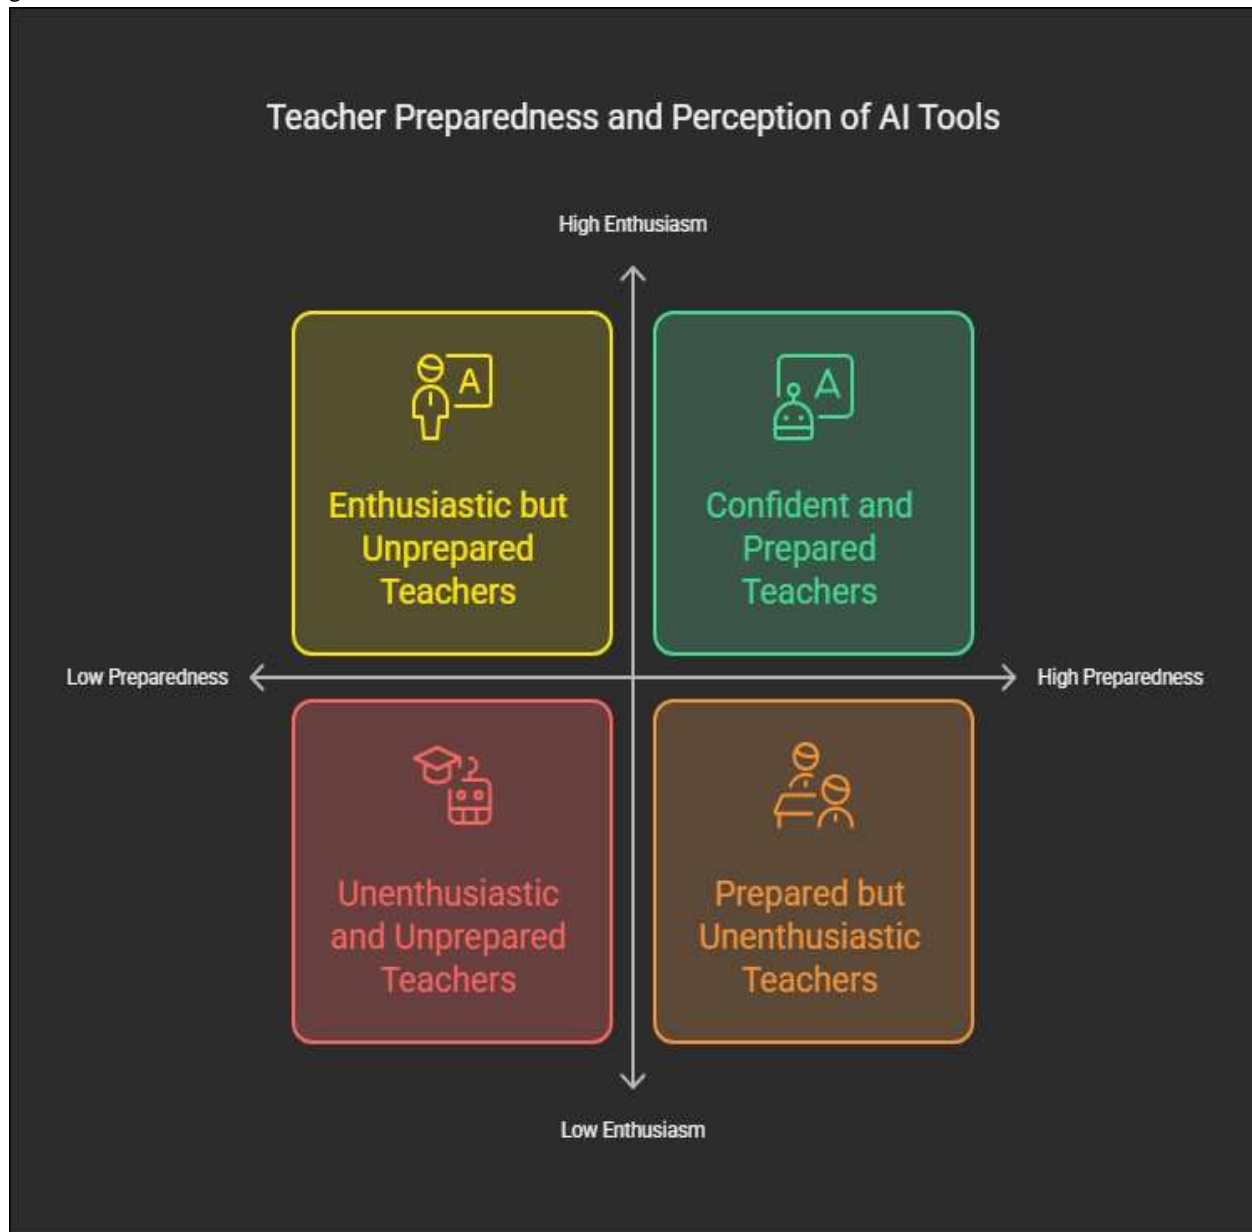 Teacher Preparedness and Perception of AI Tools
High Enthusiasm
A
A
Enthusiastic but
Unprepared
Teachers
Confident and
Prepared
Teachers
Low Preparedness
High Preparedness
Unenthusiastic
and Unprepared
Teachers
Prepared but
Unenthusiastic
Teachers
Low Enthusiasm